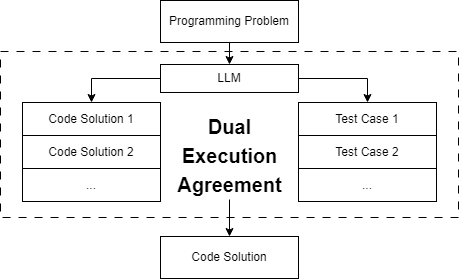 Programming Problem
LLM
Code Solution 1
Code Solution 2
...
Dual
Execution
Agreement
Test Case 1
Test Case 2
...
Code Solution